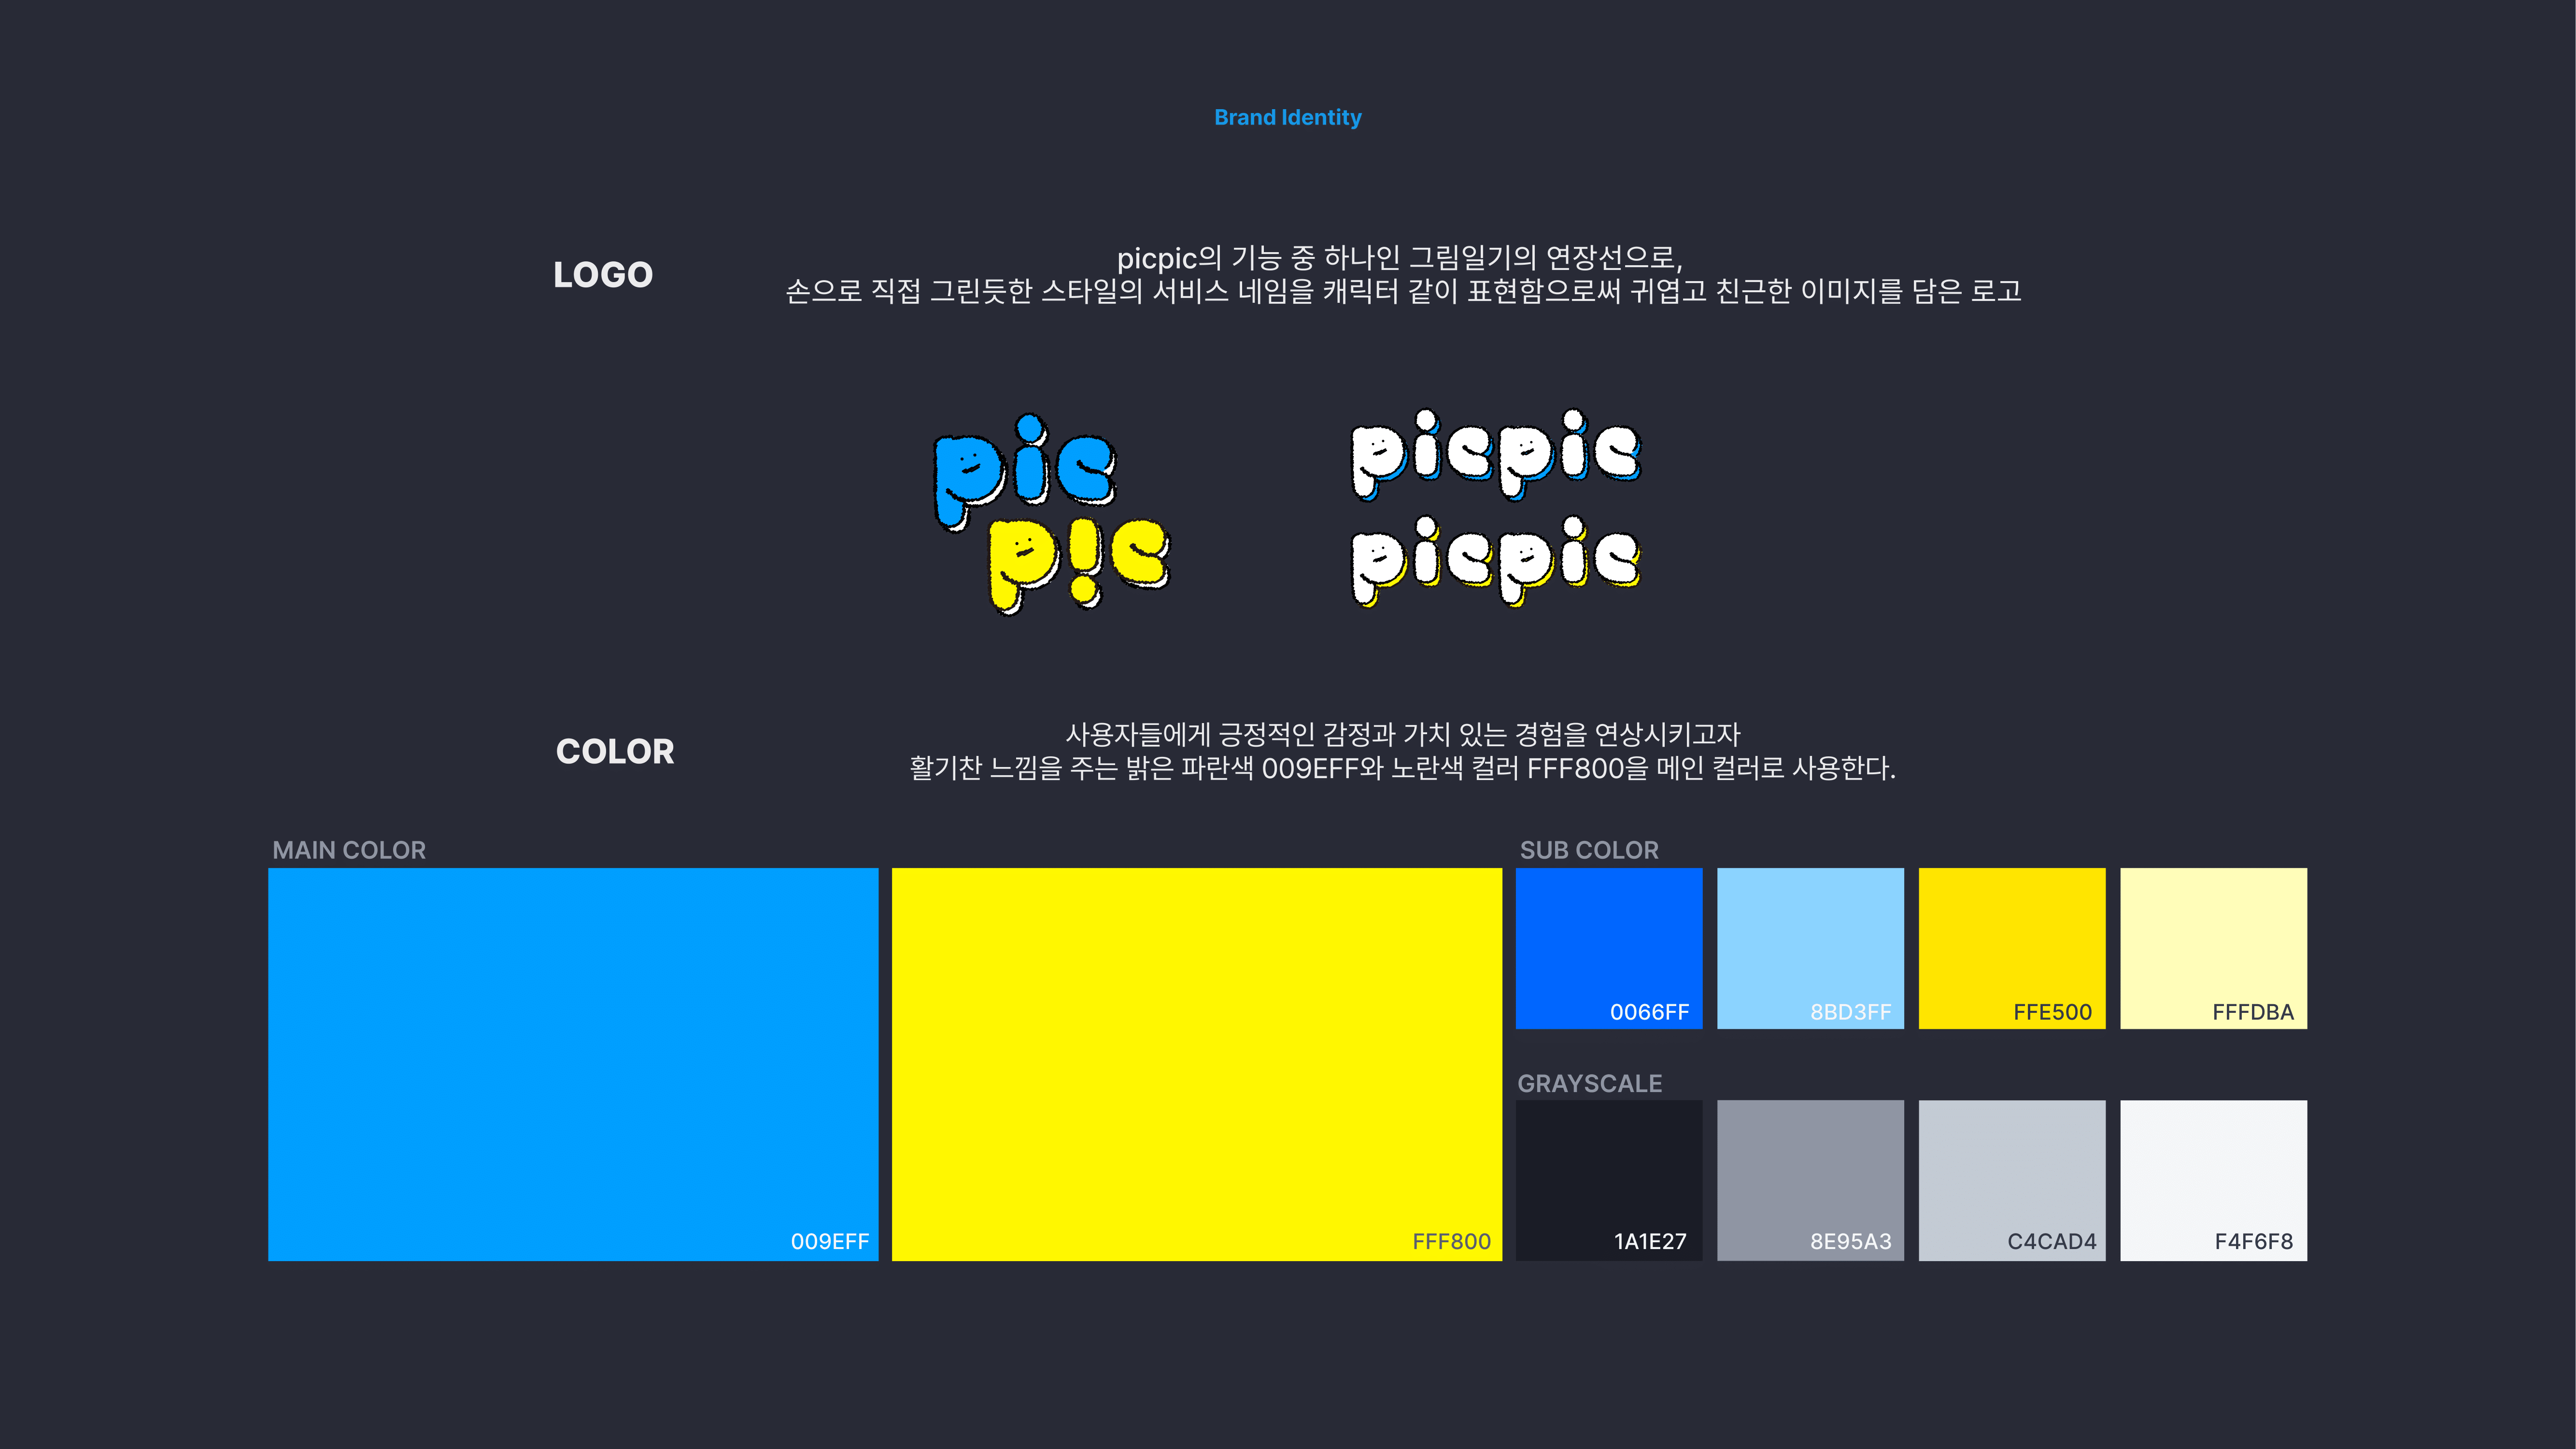 Brand Identity
LOGO
picpic의 기능 중 하나인 그림일기의 연장선으로,
손으로 직접 그린듯한 스타일의 서비스 네임을 캐릭터 같이 표현함으로써 귀엽고 친근한 이미지를 담은 로고
pic
p!c
picpic
picpic
COLOR
사용자들에게 긍정적인 감정과 가치 있는 경험을 연상시키고자
활기찬 느낌을 주는 밝은 파란색 009EFF와 노란색 컬러 FFF800을 메인 컬러로 사용한다.
MAIN COLOR
009EFF
FFF800
SUB COLOR
0066FF
8BD3FF
FFE500
FFFDBA
GRAYSCALE
1A1E27
8E95A3
C4CAD4
F4F6F8